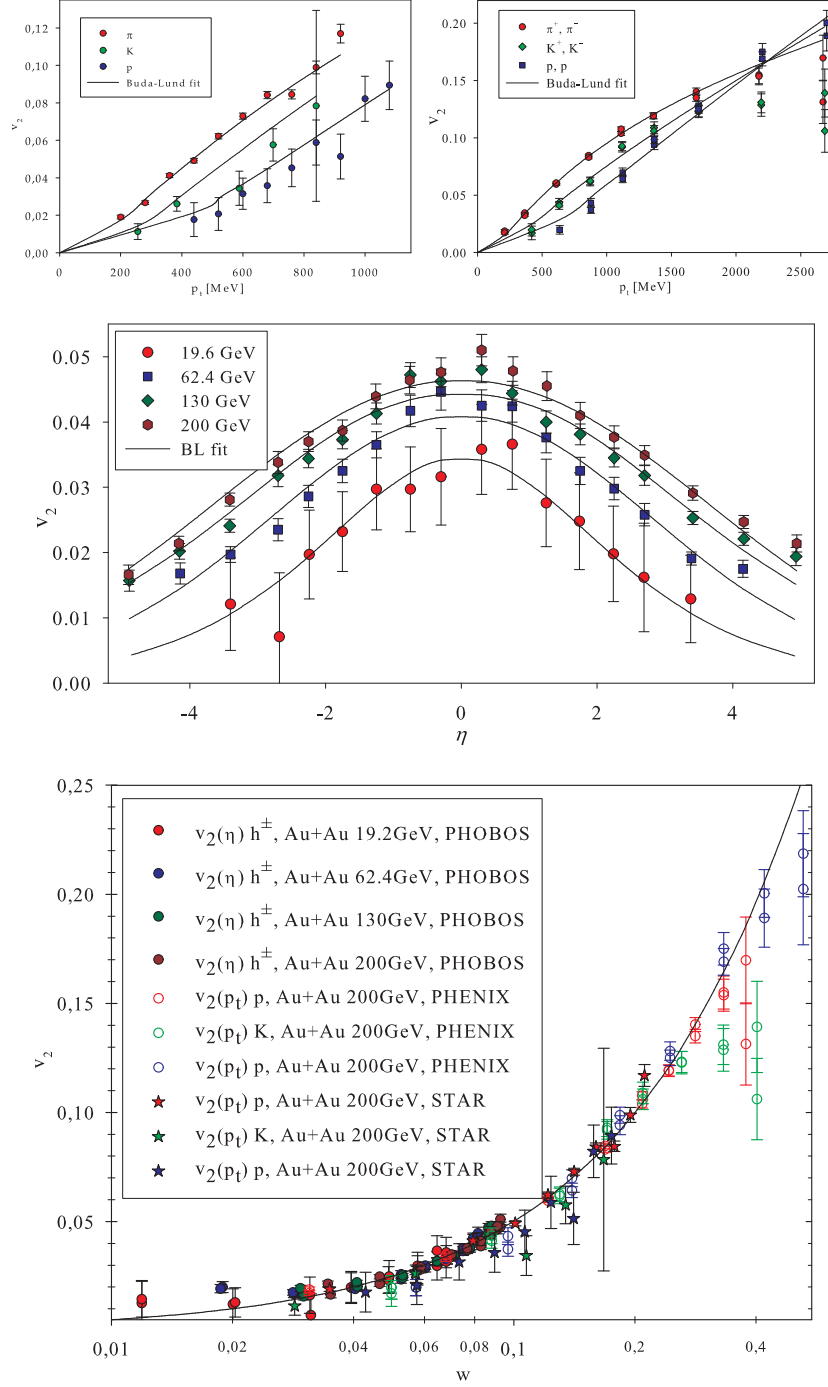 0,12
0,10
0,08
0,06
0,04
0,02
0,00
v2
π
K
p
Buda-Lund fit
0 200 400 600 800 1000
pt [MeV]
0.20
0.15
0.10
0.05
0.00
v2
π+, π−
K+, K−
p, p
Buda-Lund fit
0 500 1000 1500 2000 2500
pt [MeV]
0.05
0.04
0.03
0.02
0.01
0.00
v2
19.6 GeV
62.4 GeV
130 GeV
200 GeV
BL fit
-4 -2 0 2 4
η
0,25
0,20
0,15
0,10
0,05
v2
v2(η) h±, Au+Au 19.2GeV, PHOBOS
v2(η) h±, Au+Au 62.4GeV, PHOBOS
v2(η) h±, Au+Au 130GeV, PHOBOS
v2(η) h±, Au+Au 200GeV, PHOBOS
v2(pt) p, Au+Au 200GeV, PHENIX
v2(pt) K, Au+Au 200GeV, PHENIX
v2(pt) p, Au+Au 200GeV, PHENIX
v2(pt) p, Au+Au 200GeV, STAR
v2(pt) K, Au+Au 200GeV, STAR
v2(pt) p, Au+Au 200GeV, STAR
0,01 0,02 0,04 0,06 0,08 0,1 0,2 0,4
w